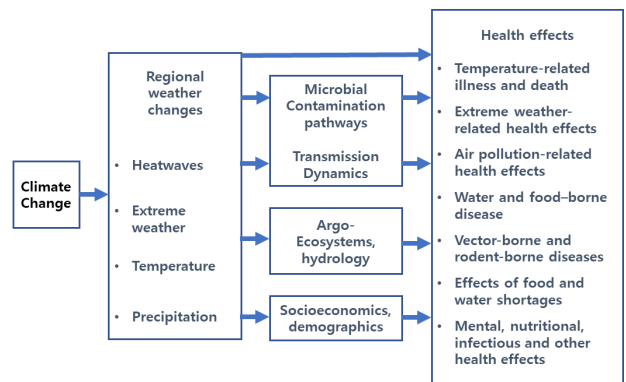 Climate
Change
Regional
weather
changes
• Heatwaves
• Extreme
weather
• Temperature
• Precipitation
Microbial
Contamination
pathways
Transmission
Dynamics
Argo-
Ecosystems,
hydrology
Socioeconomics,
demographics
Health effects
• Temperature-related
illness and death
• Extreme weather-
related health effects
• Air pollution-related
health effects
• Water and food–borne
disease
• Vector-borne and
rodent-borne diseases
• Effects of food and
water shortages
• Mental, nutritional,
infectious and other
health effects